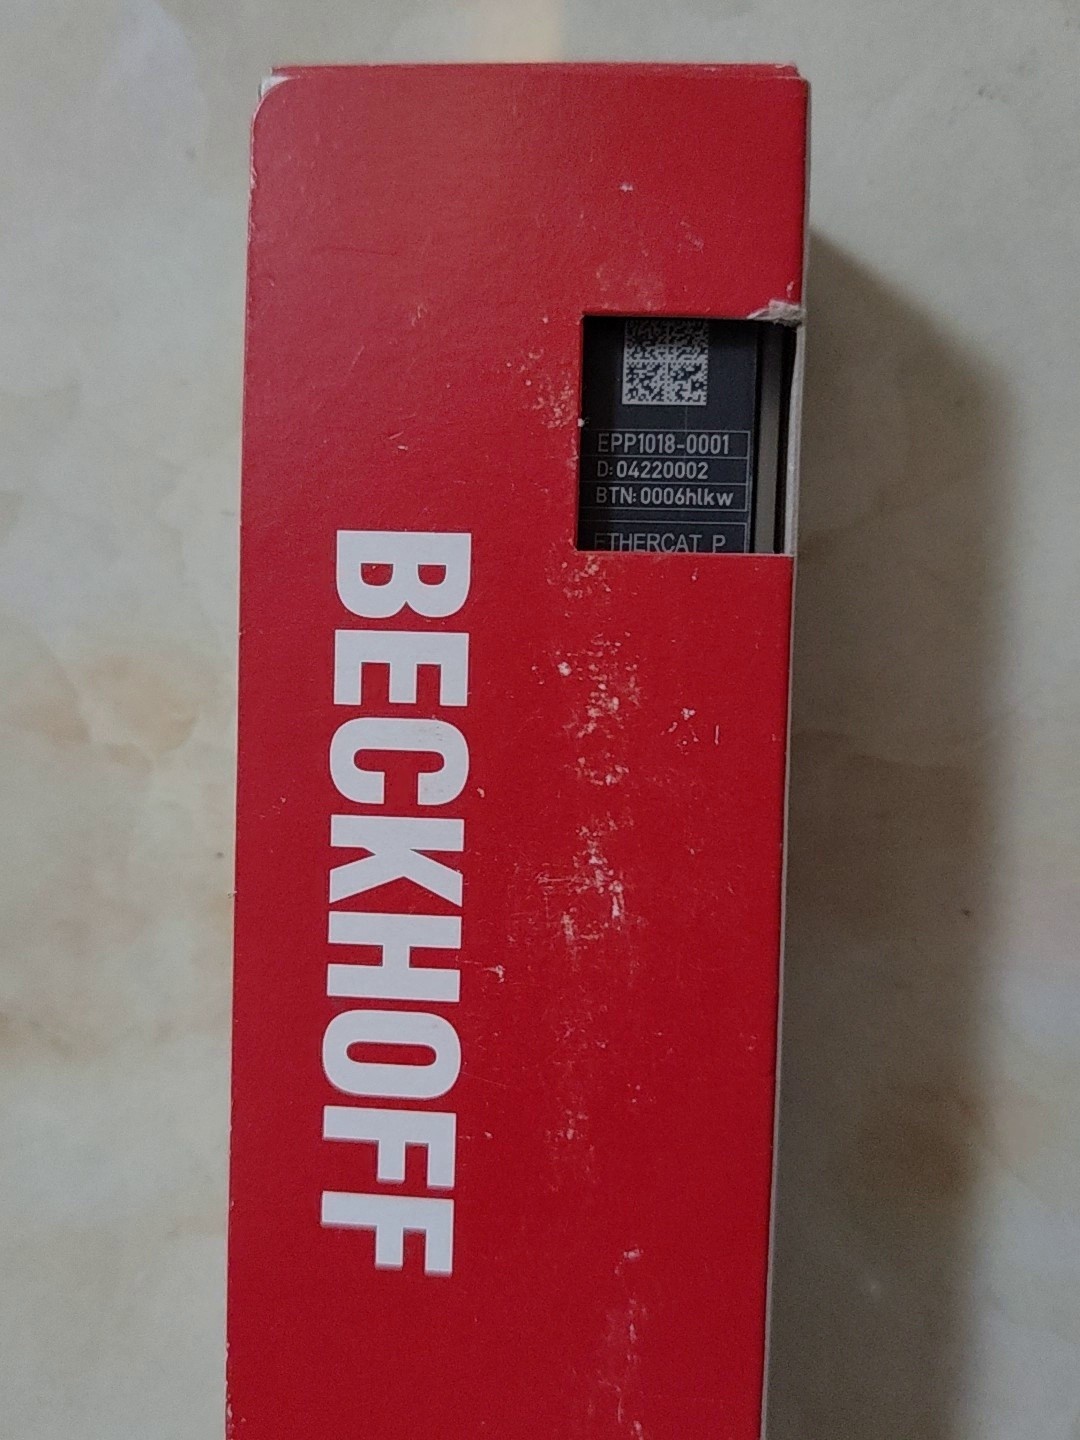 EPP1018-0001
D: 04220002
BTN: 0006hlkw
ETHERCAT P
BECKHOFF